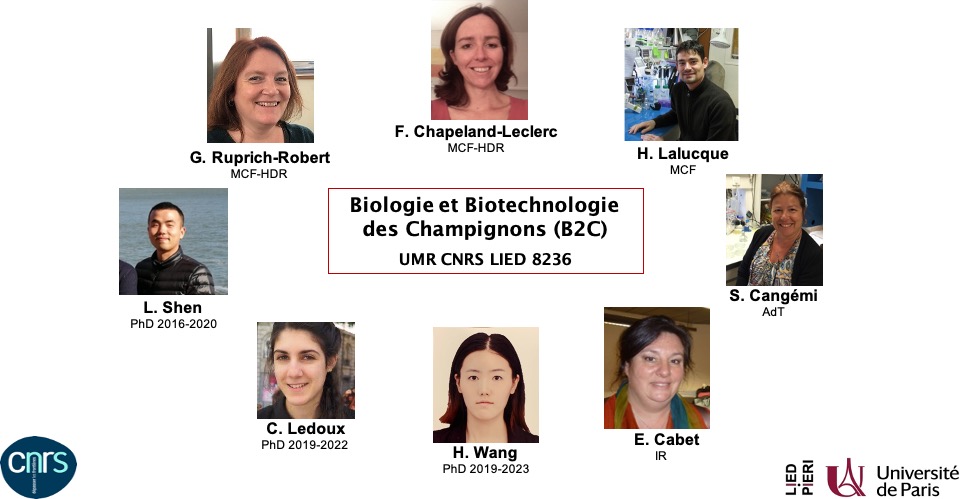 F. Chapeland-Leclerc
MCF-HDR
G. Ruprich-Robert
MCF-HDR
H. Lalucque
MCF
Biologie et Biotechnologie
des Champignons (B2C)
UMR CNRS LIED 8236
L. Shen
PhD 2016-2020
S. Cangémi
AdT
C. Ledoux
PhD 2019-2022
H. Wang
PhD 2019-2023
E. Cabet
IR
cnrs
LIED
PIERI
Université
de Paris